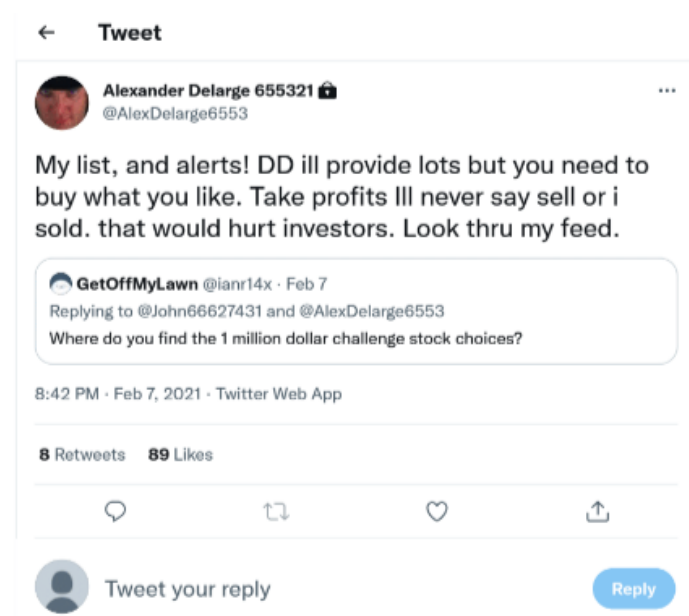 Tweet
Alexander Delarge 655321
@AlexDelarge6553
My list, and alerts! DD ill provide lots but you need to
buy what you like. Take profits Ill never say sell or i
sold. that would hurt investors. Look thru my feed.
GetOffMyLawn @ianr14x · Feb 7
Replying to @John66627431 and @AlexDelarge6553
Where do you find the 1 million dollar challenge stock choices?
8:42 PM · Feb 7, 2021 · Twitter Web App
8 Retweets 89 Likes
Tweet your reply
Reply